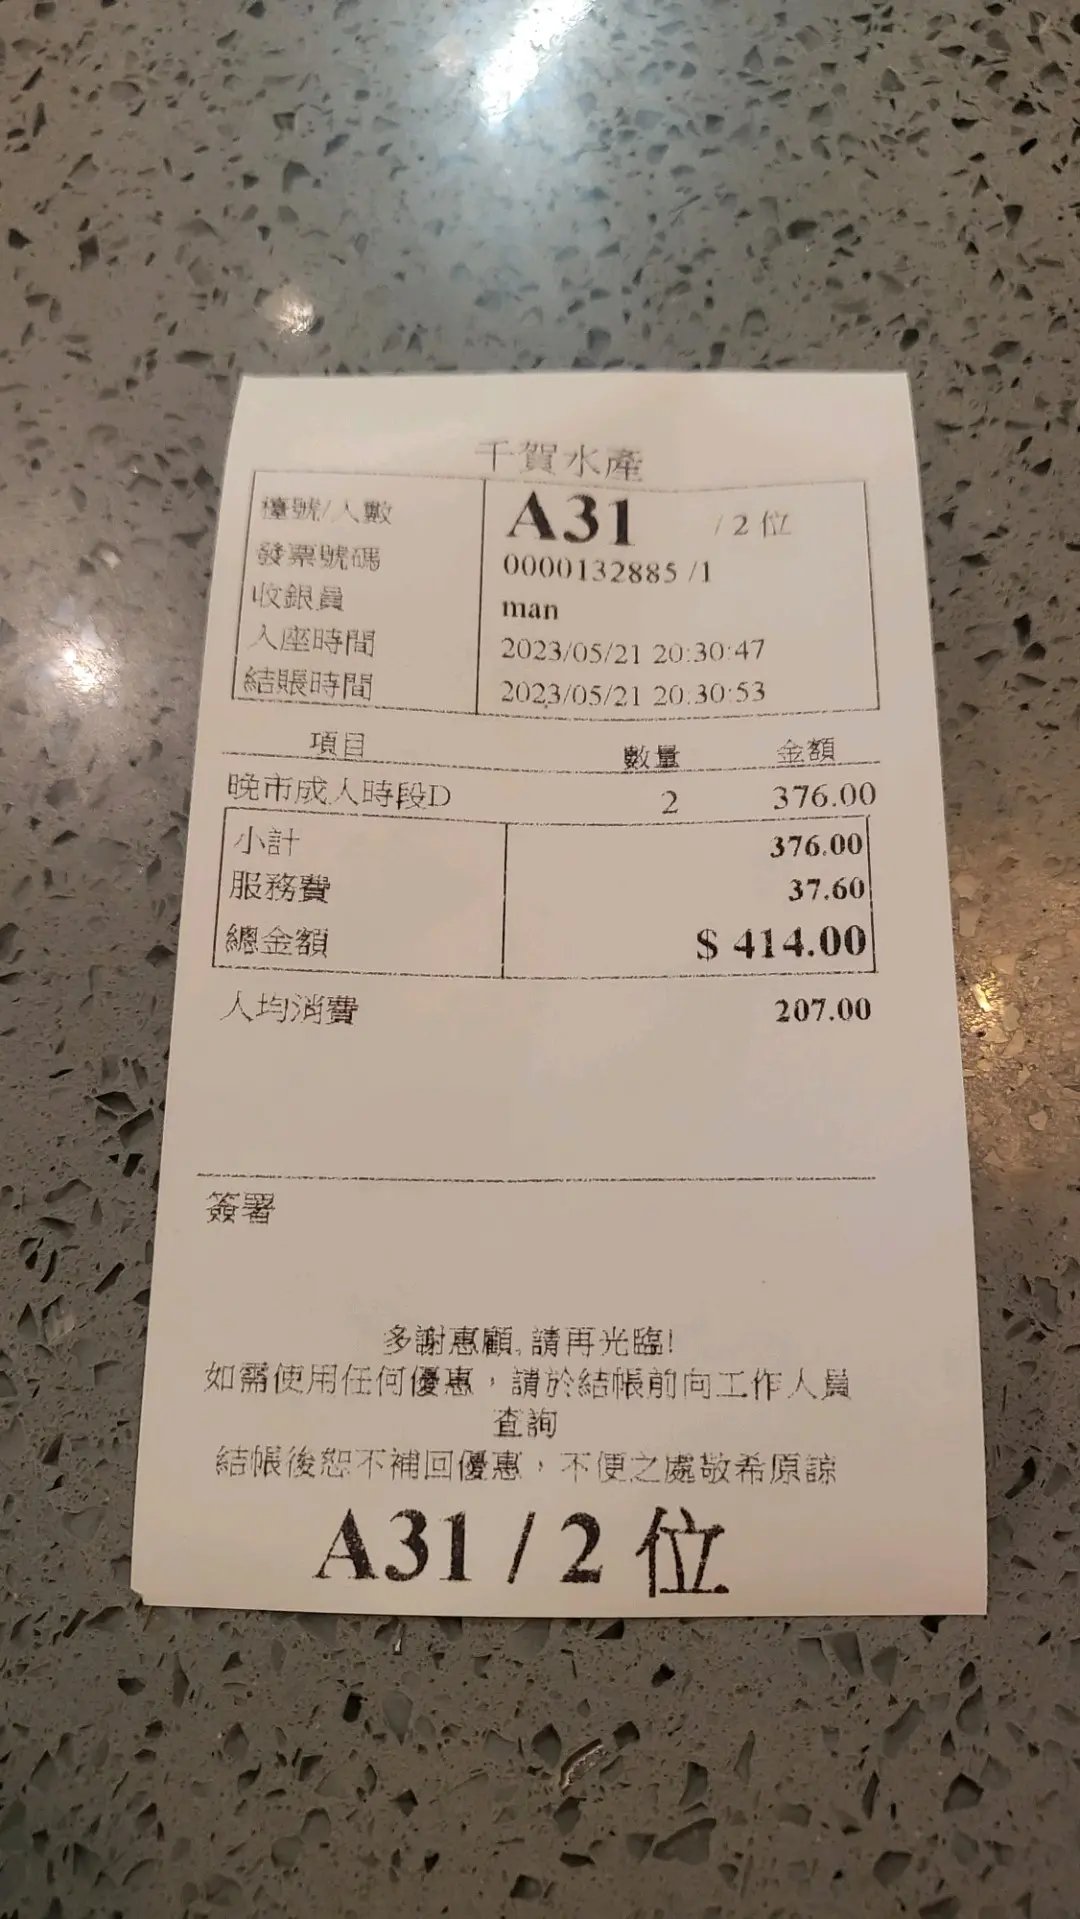 千賀水產
檯號/人數 A31 / 2 位
發票號碼 0000132885 /1
收銀員 man
入座時間 2023/05/21 20:30:47
結賬時間 2023/05/21 20:30:53
項目 數量 金額
晚市成人時段D 2 376.00
小計 376.00
服務費 37.60
總金額 $ 414.00
人均消費 207.00
簽署
多謝惠顧,請再光臨!
如需使用任何優惠，請於結帳前向工作人員
查詢
結帳後恕不補回優惠，不便之處敬希原諒
A31 / 2 位